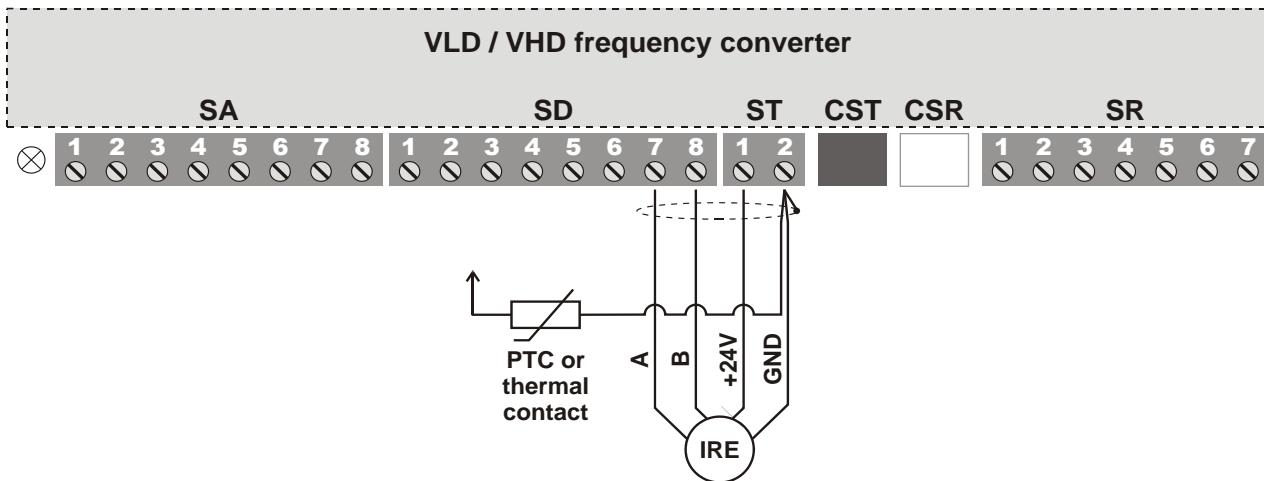 VLD / VHD frequency converter
SA SD ST CST CSR SR
1 2 3 4 5 6 7 8 1 2 3 4 5 6 7 8 1 2 1 2 3 4 5 6 7
A B +24V GND
PTC or
thermal
contact
IRE